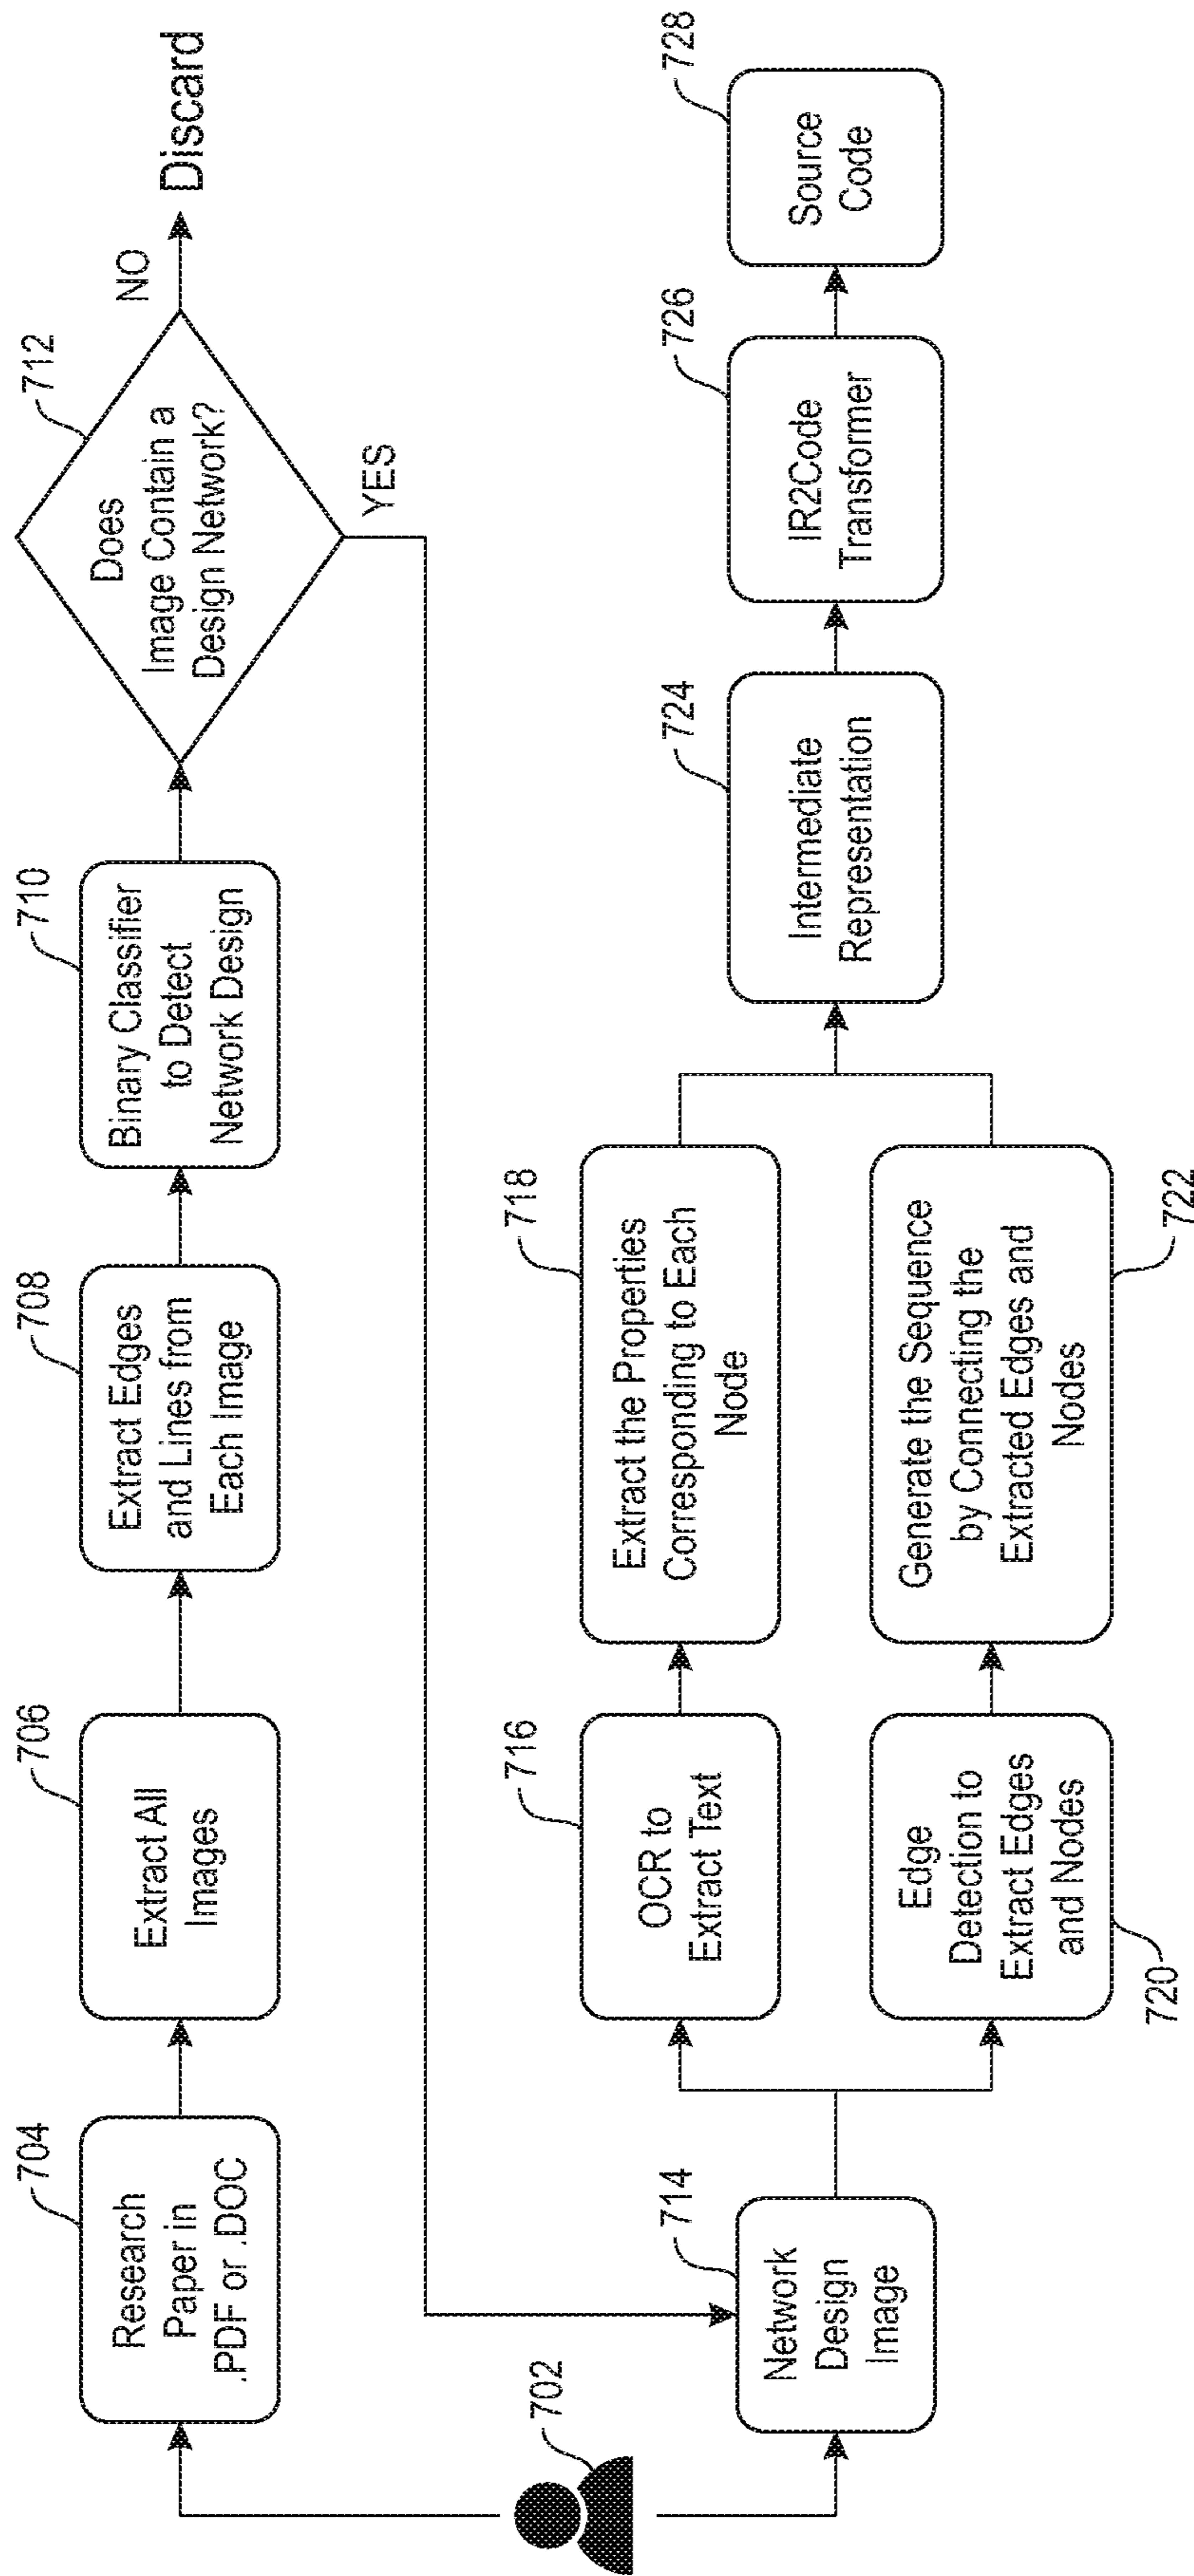 702
704
Research
Paper in
.PDF or .DOC
706
Extract All
Images
708
Extract Edges
and Lines from
Each Image
710
Binary Classifier
to Detect
Network Design
712
Does
Image Contain a
Design Network?
NO
Discard
YES
714
Network
Design
Image
716
OCR to
Extract Text
718
Extract the Properties
Corresponding to Each
Node
720
Edge
Detection to
Extract Edges
and Nodes
722
Generate the Sequence
by Connecting the
Extracted Edges and
Nodes
724
Intermediate
Representation
726
IR2Code
Transformer
728
Source
Code